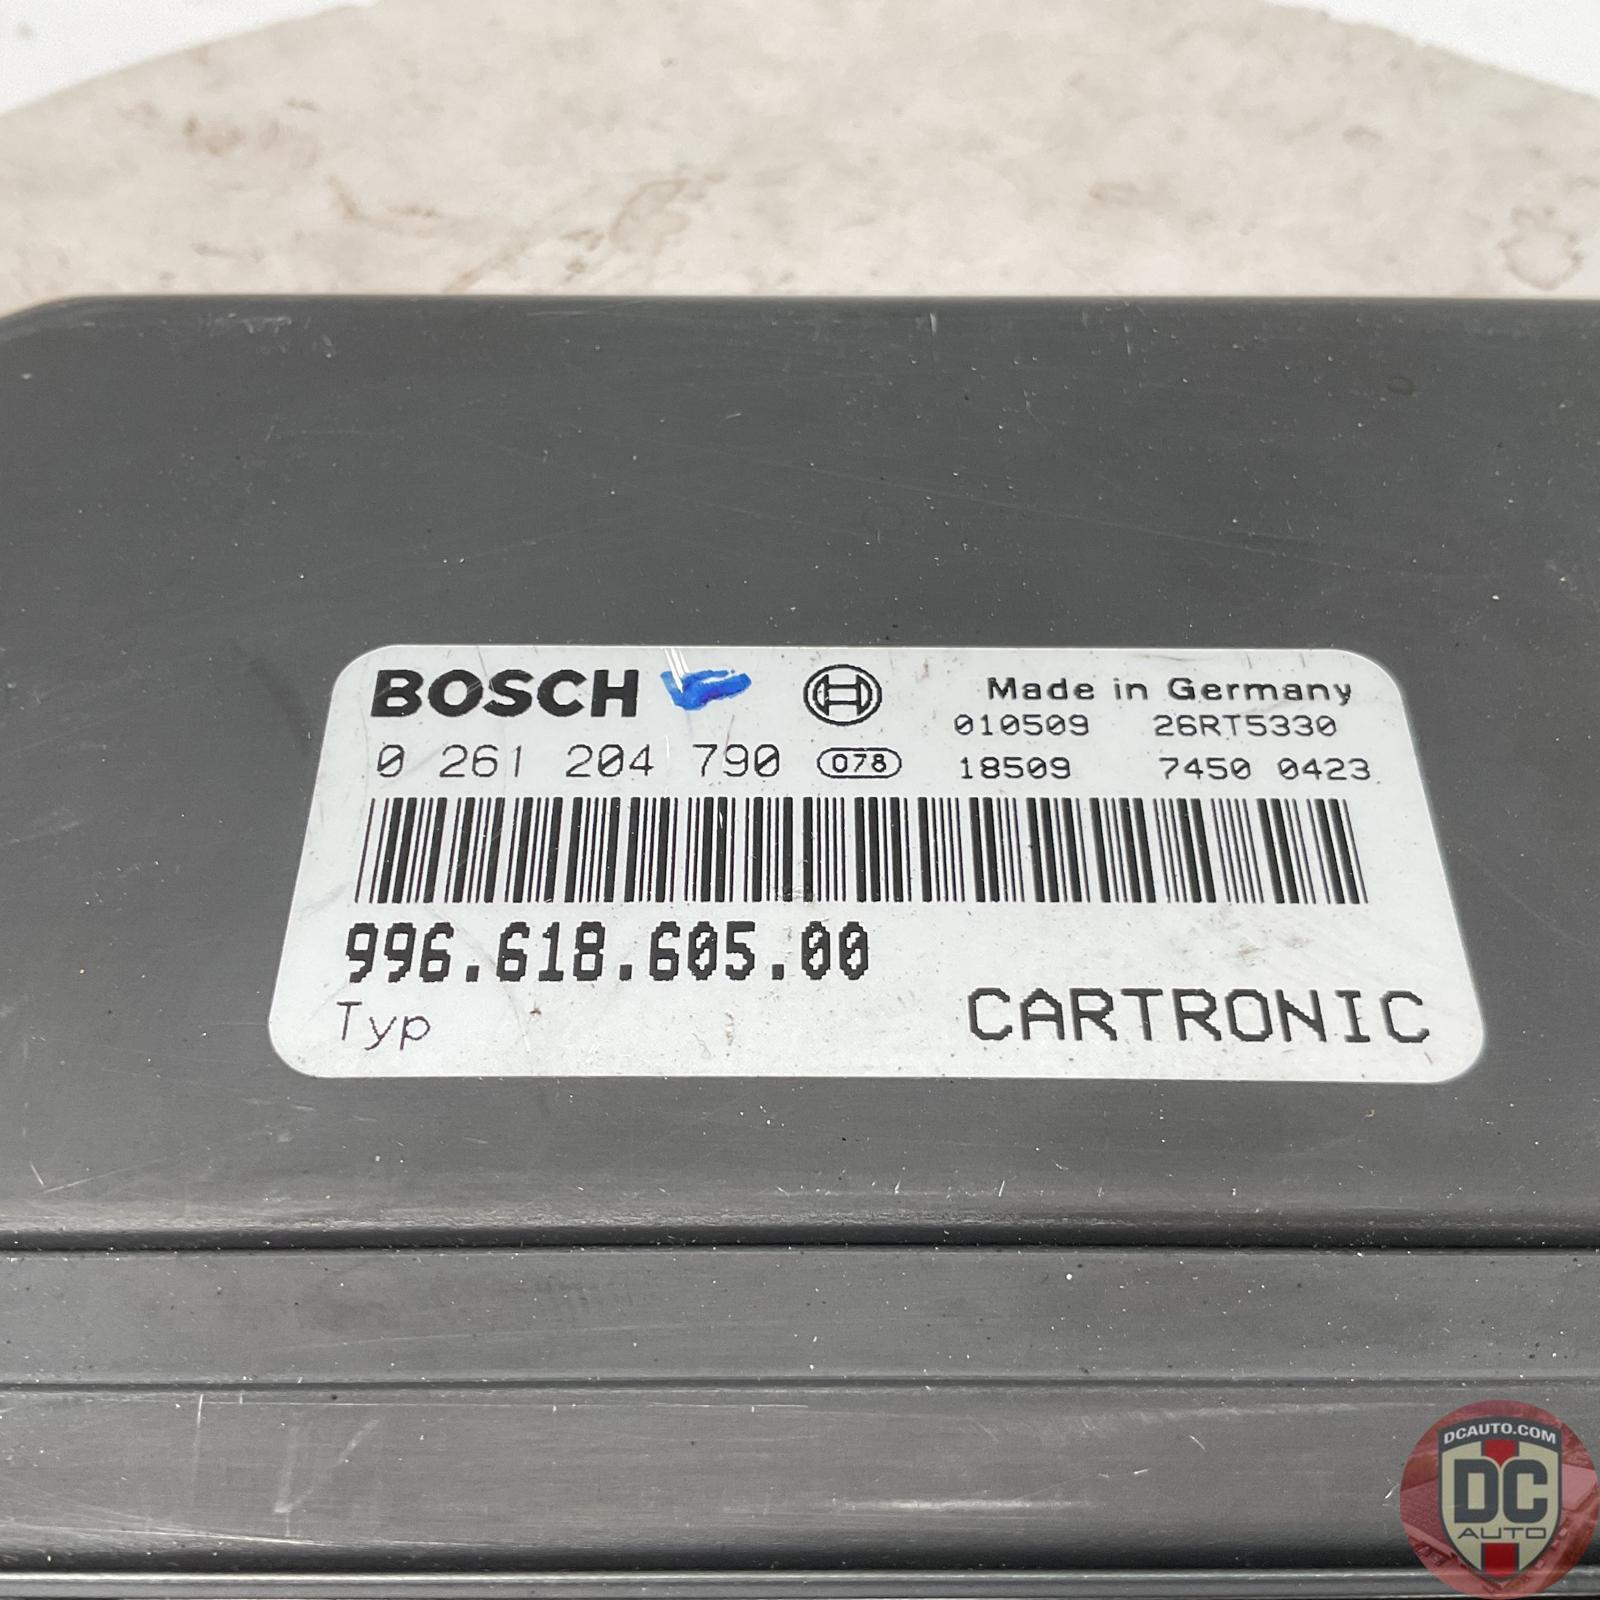 BOSCH
Made in Germany
010509 26RT5330
0 261 204 790 078 18509 7450 0423
996.618.605.00
Typ CARTRONIC
DCAUTO.COM
DC
AUTO